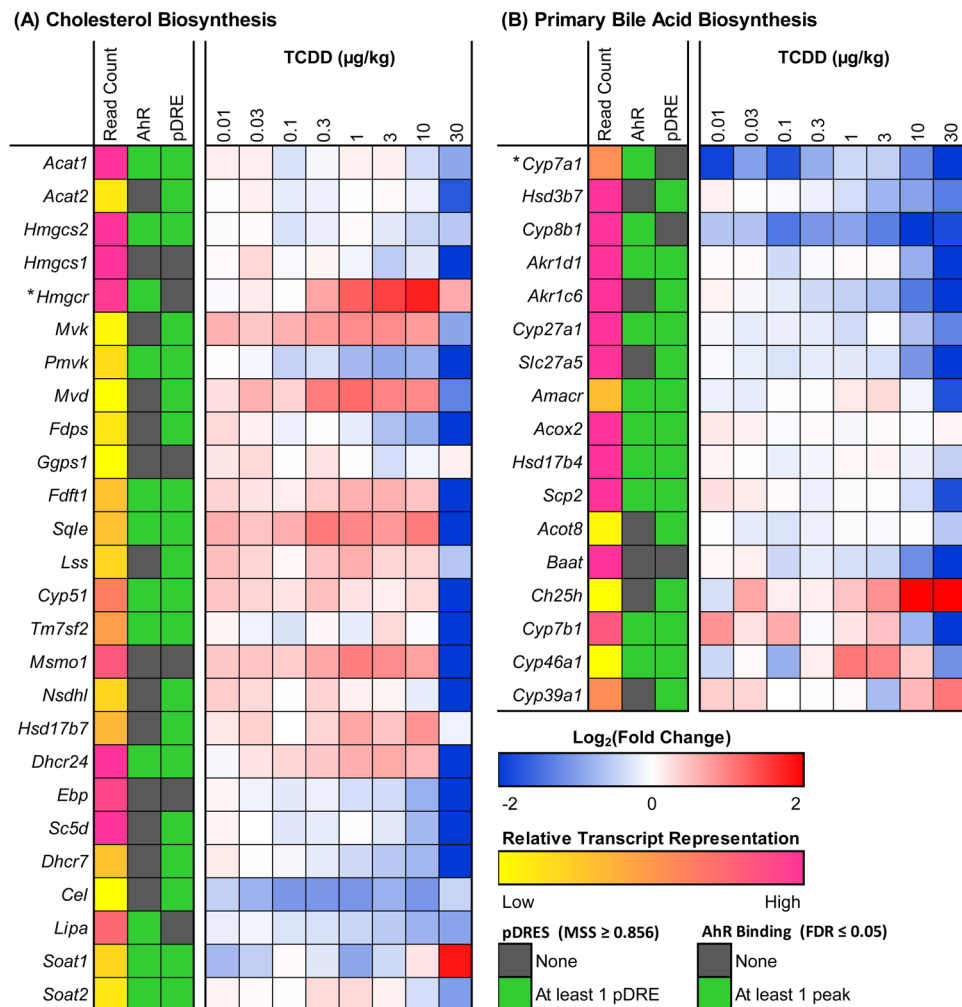 (A) Cholesterol Biosynthesis
Read Count
AhR
pDRE
TCDD (µg/kg)
0.01
0.03
0.1
0.3
1
3
10
30
Acat1
Acat2
Hmgcs2
Hmgcs1
*Hmgcr
Mvk
Pmvk
Mvd
Fdps
Ggps1
Fdft1
Sqle
Lss
Cyp51
Tm7sf2
Msmo1
Nsdhl
Hsd17b7
Dhcr24
Ebp
Sc5d
Dhcr7
Cel
Lipa
Soat1
Soat2
(B) Primary Bile Acid Biosynthesis
Read Count
AhR
pDRE
TCDD (µg/kg)
0.01
0.03
0.1
0.3
1
3
10
30
*Cyp7a1
Hsd3b7
Cyp8b1
Akr1d1
Akr1c6
Cyp27a1
Slc27a5
Amacr
Acox2
Hsd17b4
Scp2
Acot8
Baat
Ch25h
Cyp7b1
Cyp46a1
Cyp39a1
Log₂(Fold Change)
-2 0 2
Relative Transcript Representation
Low High
pDRES (MSS ≥ 0.856)
None
At least 1 pDRE
AhR Binding (FDR ≤ 0.05)
None
At least 1 peak